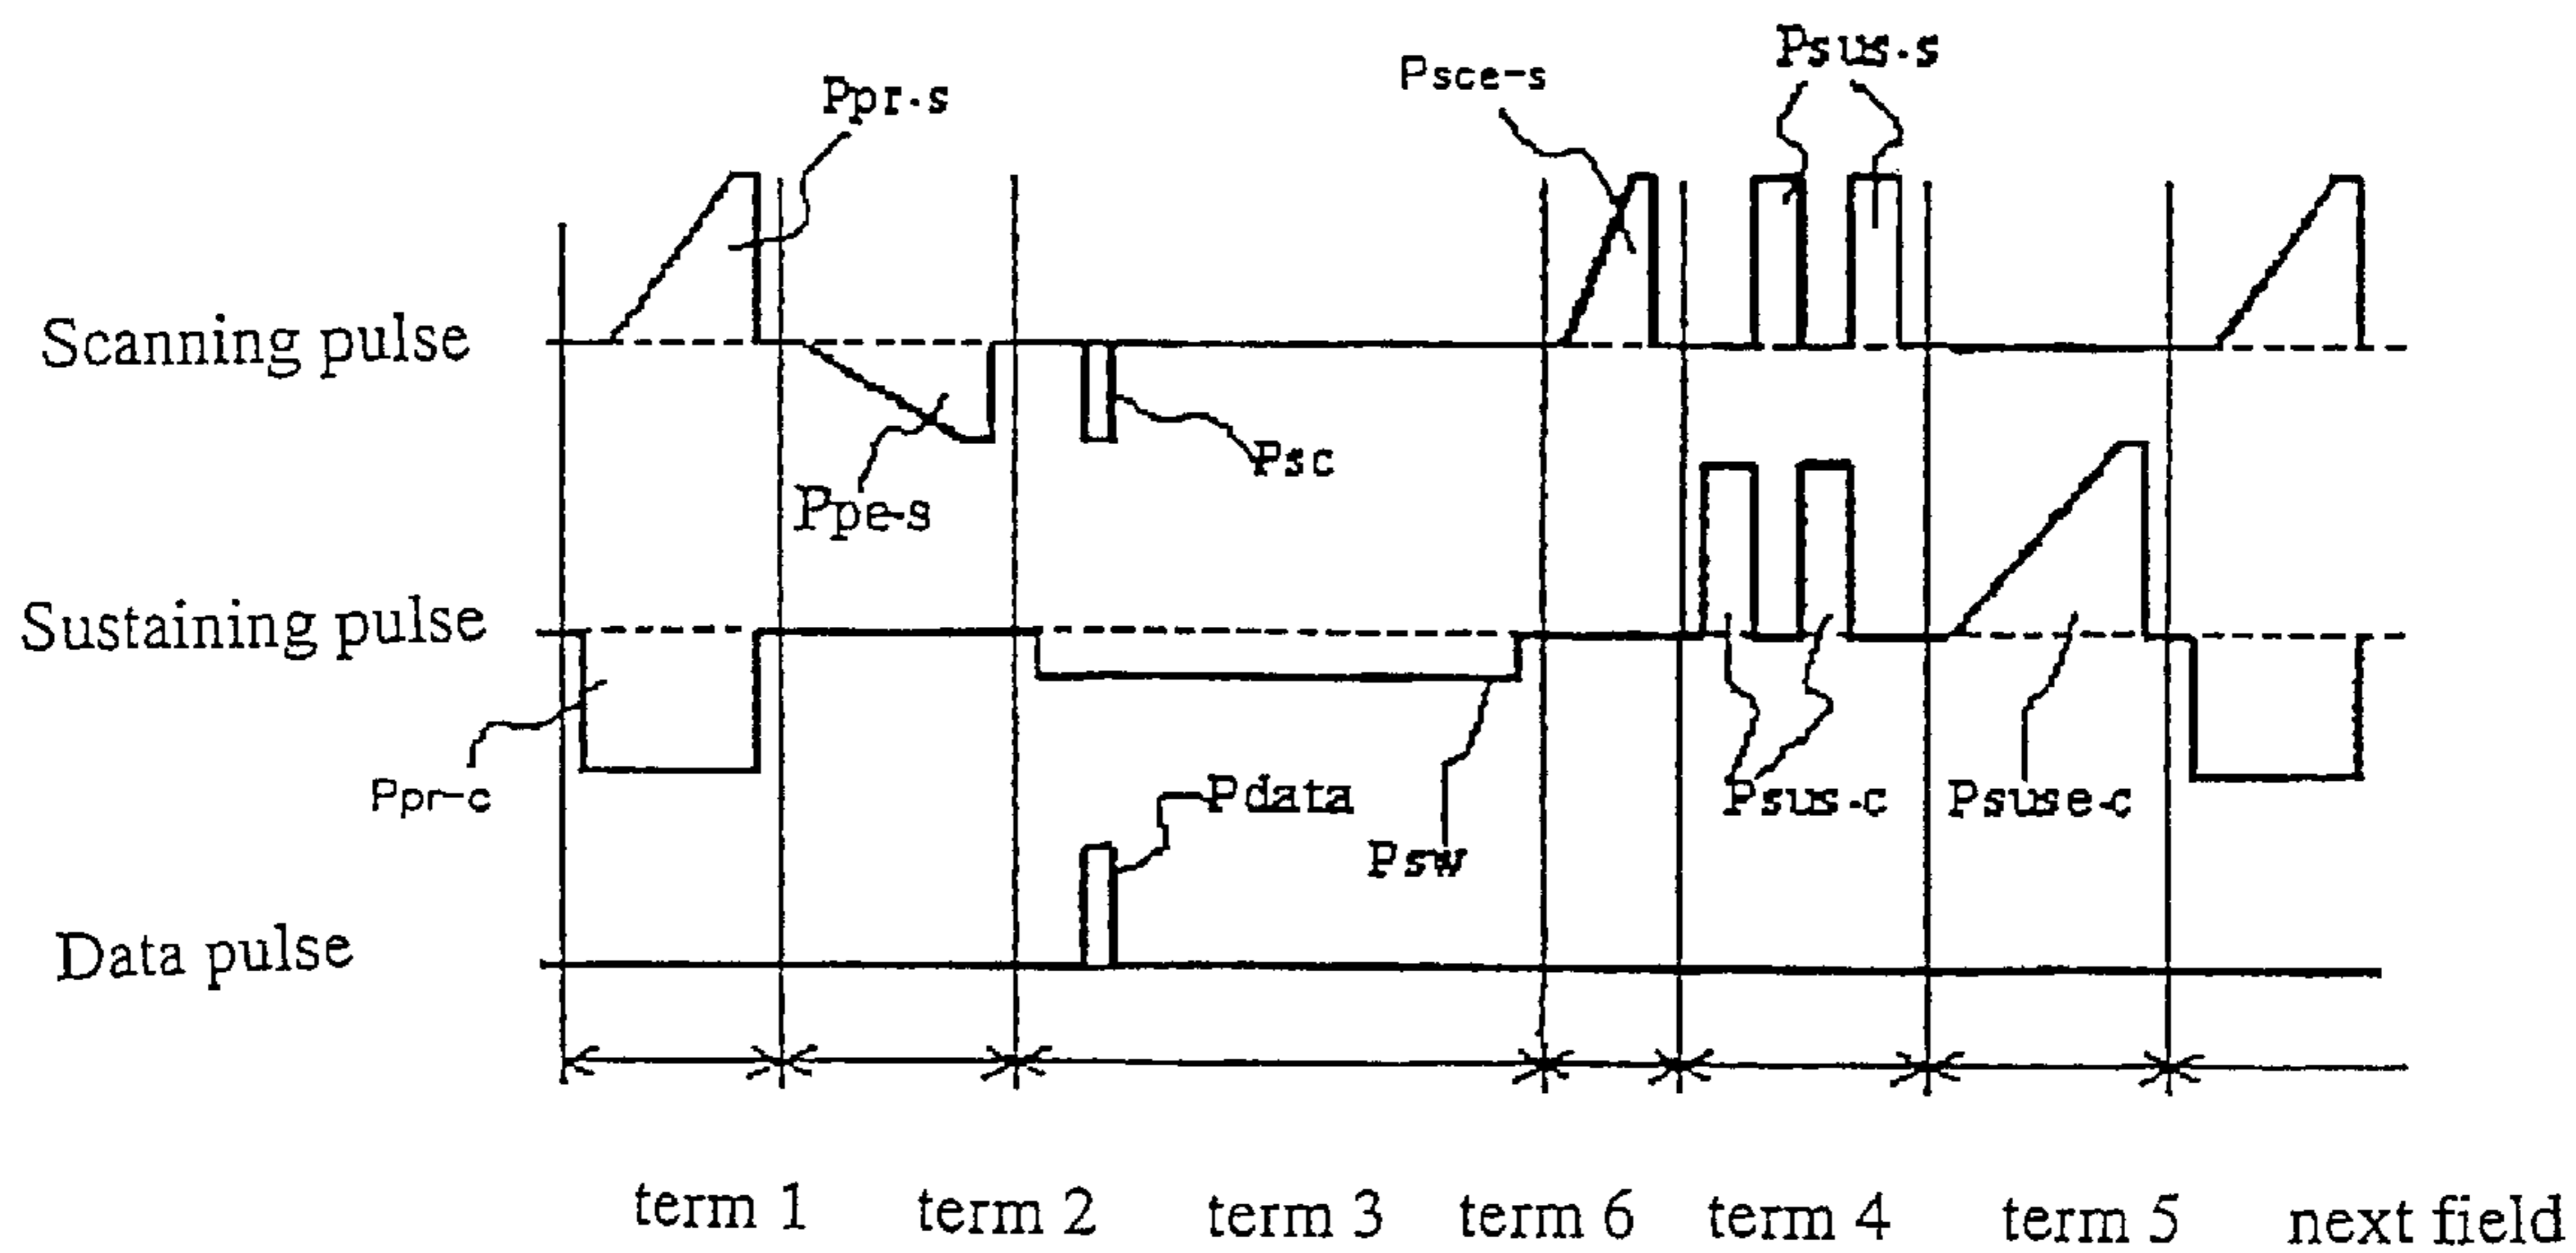 Psus.s
Psce-s
Ppr.s
Scanning pulse
Psc
Ppe-s
Sustaining pulse
Ppr-c
Pdata
Psus.c
Psuse.c
Psw
Data pulse
term 1
term 2
term 3
term 6
term 4
term 5
next field